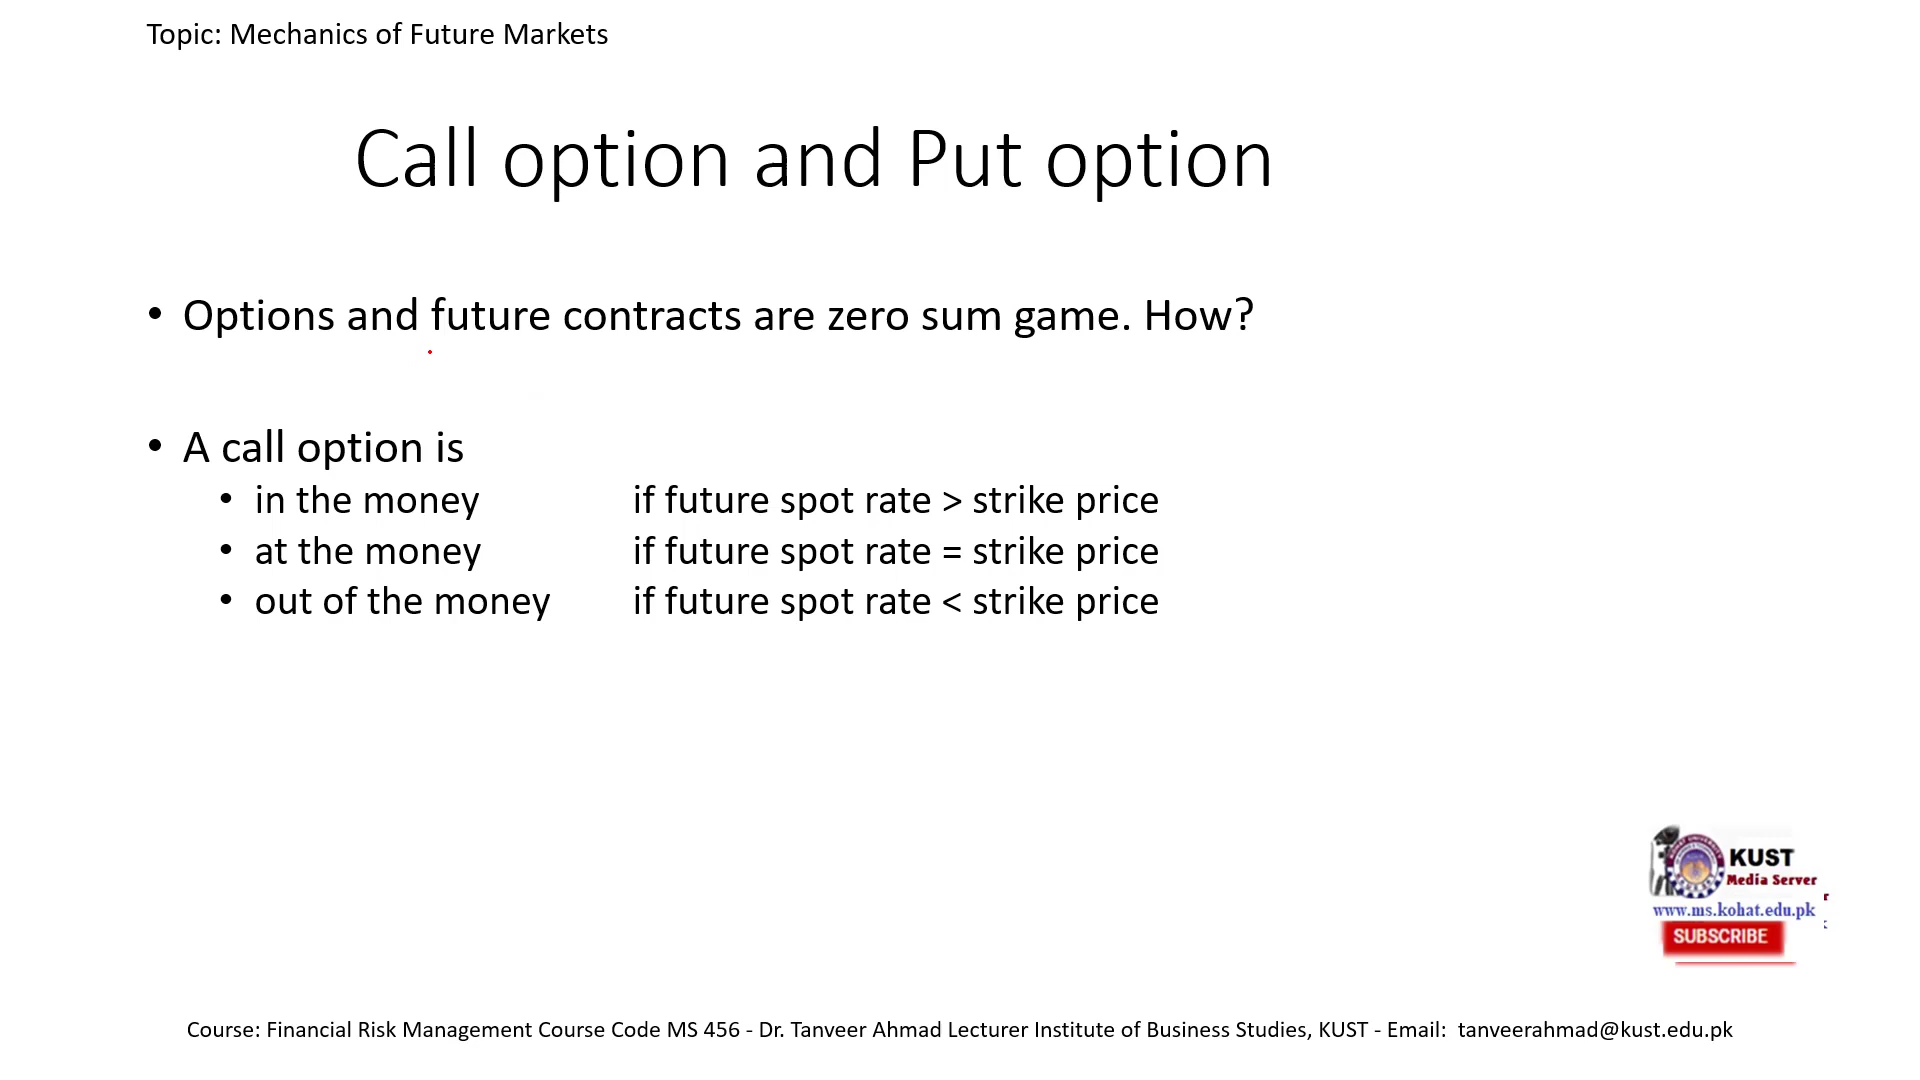 Topic: Mechanics of Future Markets
Call option and Put option
• Options and future contracts are zero sum game. How?
• A call option is
• in the money if future spot rate > strike price
• at the money if future spot rate = strike price
• out of the money if future spot rate < strike price
KUST
Media Server
www.ms.kohat.edu.pk
SUBSCRIBE
Course: Financial Risk Management Course Code MS 456 - Dr. Tanveer Ahmad Lecturer Institute of Business Studies, KUST - Email: tanveerahmad@kust.edu.pk